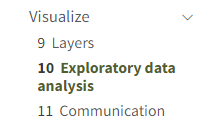 Visualize
9 Layers
10 Exploratory data
analysis
11 Communication